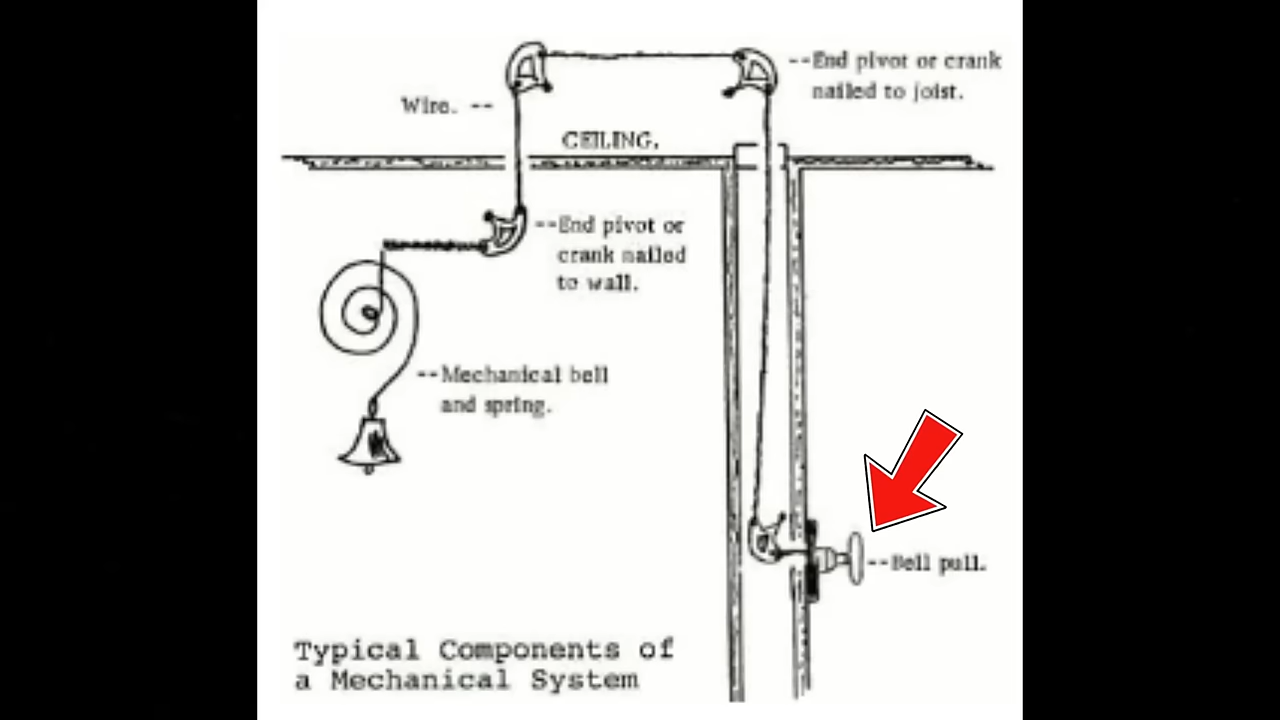 --End pivot or crank
nailed to joist.
Wire. --
CEILING.
--End pivot or
crank nailed
to wall.
--Mechanical bell
and spring.
--Bell pull.
Typical Components of
a Mechanical System